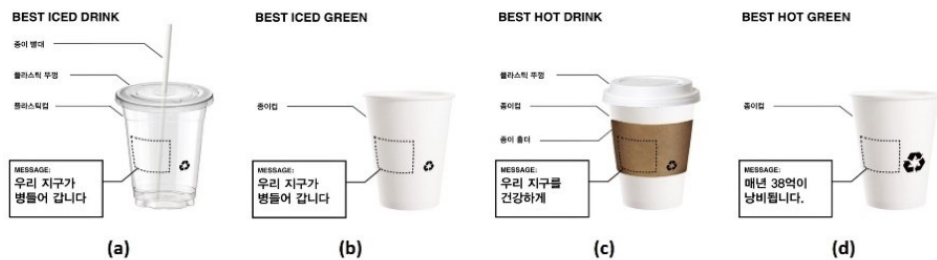 BEST ICED DRINK
종이 빨대
플라스틱 뚜껑
플라스틱컵
MESSAGE:
우리 지구가
병들어 갑니다
(a)
BEST ICED GREEN
종이컵
MESSAGE:
우리 지구가
병들어 갑니다
(b)
BEST HOT DRINK
플라스틱 뚜껑
종이컵
종이 홀더
MESSAGE:
우리 지구를
건강하게
(c)
BEST HOT GREEN
종이컵
MESSAGE:
매년 38억이
낭비됩니다.
(d)